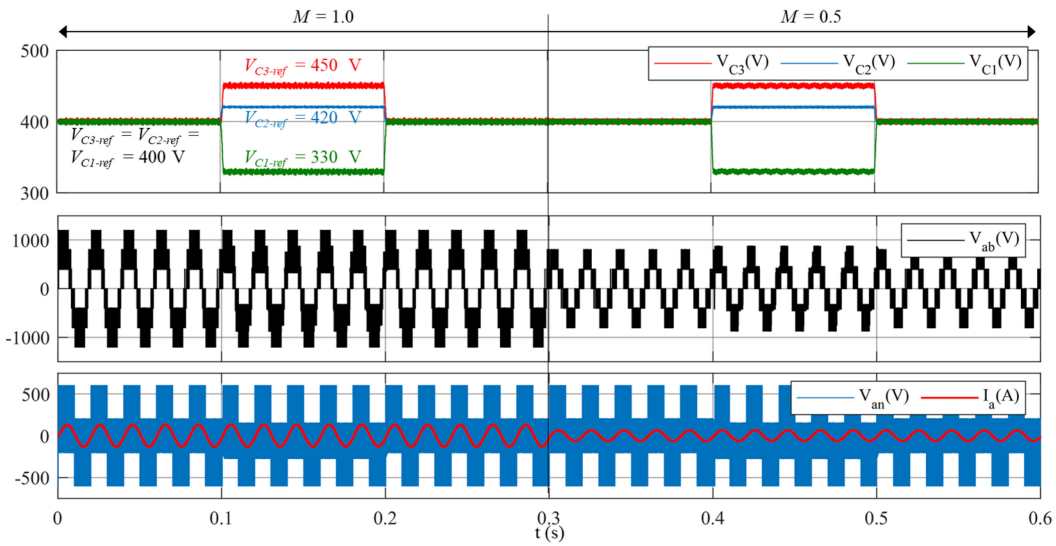 M = 1.0
M = 0.5
500
400
300
V_C3-ref = 450 V
V_C3(V)
V_C2(V)
V_C1(V)
V_C2-ref = 420 V
V_C3-ref = V_C2-ref =
V_C1-ref = 400 V
V_C1-ref = 330 V
1000
0
-1000
V_ab(V)
500
0
-500
V_an(V)
I_a(A)
0
0.1
0.2
0.3
0.4
0.5
0.6
t (s)